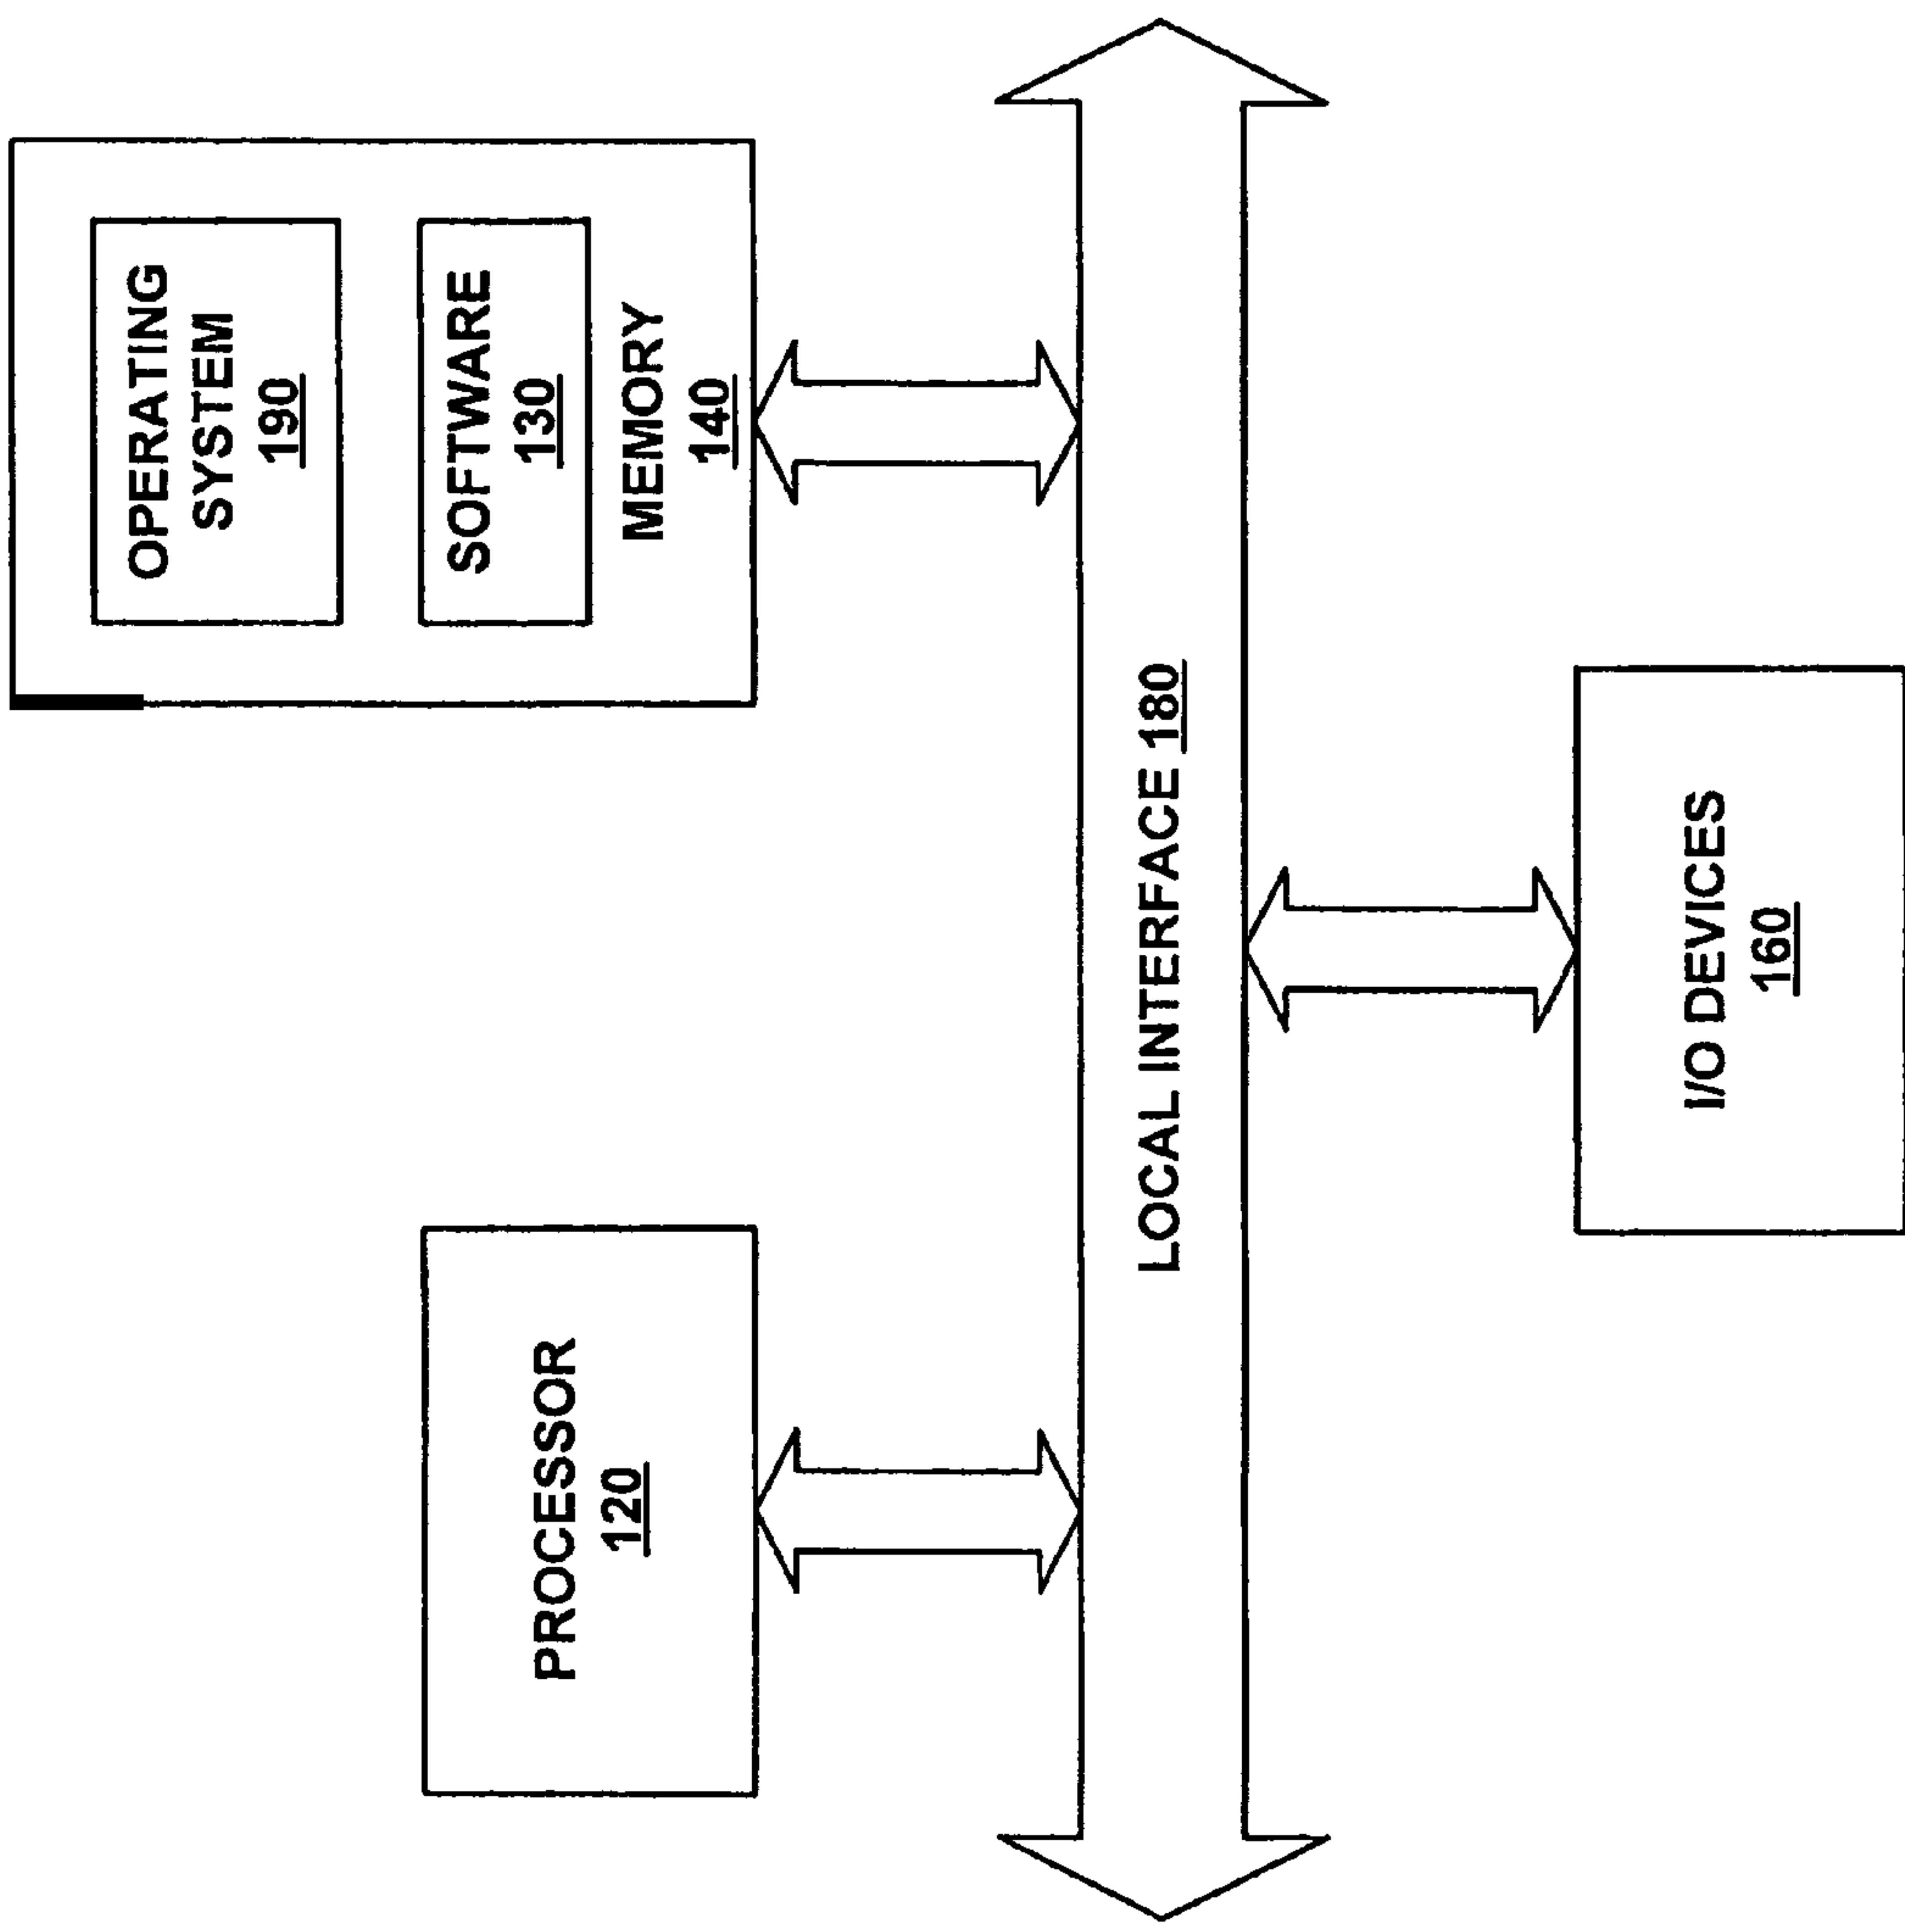 PROCESSOR
120
OPERATING
SYSTEM
190
SOFTWARE
130
MEMORY
140
LOCAL INTERFACE 180
I/O DEVICES
160